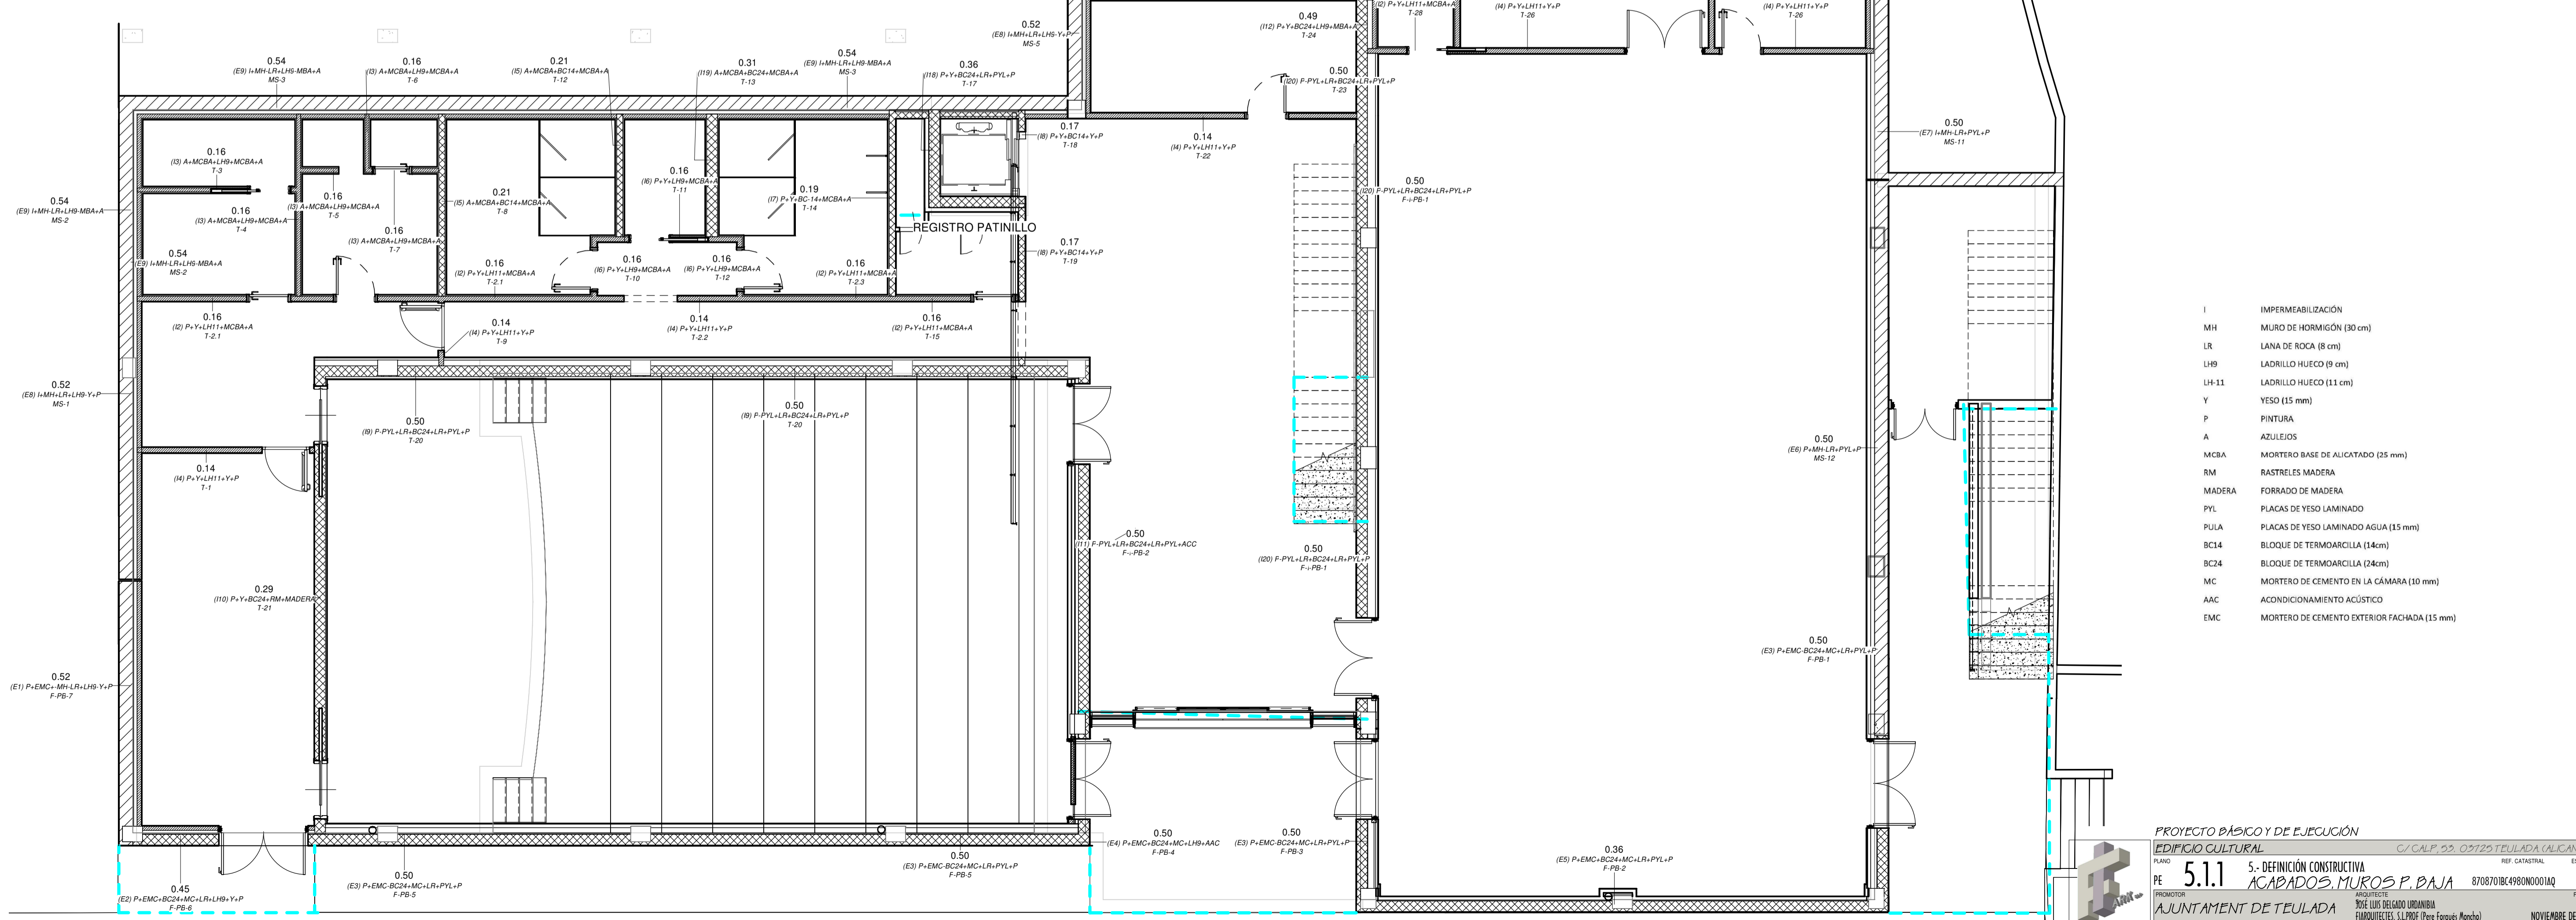 0.52
(E8) I+MH+LR+LH9-Y+P
MS-5
0.49
(I12) P+Y+BC24+LH9+MBA+A
T-24
(I2) P+Y+LH11+MCBA+A
T-28
(I4) P+Y+LH11+Y+P
T-26
(I4) P+Y+LH11+Y+P
T-26
0.54
(E9) I+MH-LR+LH9-MBA+A
MS-3
0.16
(I3) A+MCBA+LH9+MCBA+A
T-6
0.21
(I5) A+MCBA+BC14+MCBA+A
T-12
0.31
(I19) A+MCBA+BC24+MCBA+A
T-13
0.54
(E9) I+MH-LR+LH9-MBA+A
MS-3
0.36
(I18) P+Y+BC24+LR+PYL+P
T-17
0.50
(I20) F-PYL+LR+BC24+LR+PYL+P
T-23
0.17
(I8) P+Y+BC14+Y+P
T-18
0.14
(I4) P+Y+LH11+Y+P
T-22
0.50
(E7) I+MH-LR+PYL+P
MS-11
0.16
(I3) A+MCBA+LH9+MCBA+A
T-3
0.54
(E9) I+MH-LR+LH9-MBA+A
MS-2
0.16
(I3) A+MCBA+LH9+MCBA+A
T-4
0.16
(I3) A+MCBA+LH9+MCBA+A
T-5
0.21
(I5) A+MCBA+BC14+MCBA+A
T-8
0.16
(I6) P+Y+LH9+MCBA+A
T-11
0.19
(I7) P+Y+BC-14+MCBA+A
T-14
0.50
(I20) F-PYL+LR+BC24+LR+PYL+P
F-i-PB-1
REGISTRO PATINILLO
0.16
(I3) A+MCBA+LH9+MCBA+A
T-7
0.17
(I8) P+Y+BC14+Y+P
T-19
0.54
(E9) I+MH-LR+LH9-MBA+A
MS-2
0.16
(I2) P+Y+LH11+MCBA+A
T-2.1
0.16
(I6) P+Y+LH9+MCBA+A
T-10
0.16
(I6) P+Y+LH9+MCBA+A
T-12
0.16
(I2) P+Y+LH11+MCBA+A
T-2.3
0.16
(I2) P+Y+LH11+MCBA+A
T-2.1
0.14
(I4) P+Y+LH11+Y+P
T-9
0.14
(I4) P+Y+LH11+Y+P
T-2.2
0.16
(I2) P+Y+LH11+MCBA+A
T-15
0.52
(E8) I+MH+LR+LH9-Y+P
MS-1
0.50
(I9) P-PYL+LR+BC24+LR+PYL+P
T-20
0.50
(I9) P-PYL+LR+BC24+LR+PYL+P
T-20
0.50
(E6) P+MH-LR+PYL+P
MS-12
0.14
(I4) P+Y+LH11+Y+P
T-1
0.50
(I11) F-PYL+LR+BC24+LR+PYL+ACC
F-i-PB-2
0.50
(I20) F-PYL+LR+BC24+LR+PYL+P
F-i-PB-1
0.29
(I10) P+Y+BC24+RM+MADERA
T-21
0.52
(E1) P+EMC+-MH-LR+LH9-Y+P
F-PB-7
0.50
(E3) P+EMC-BC24+MC+LR+PYL+P
F-PB-1
0.50
(E4) P+EMC+BC24+MC+LH9+AAC
F-PB-4
0.50
(E3) P+EMC-BC24+MC+LR+PYL+P
F-PB-3
0.36
(E5) P+EMC+BC24+MC+LR+PYL+P
F-PB-2
0.45
(E2) P+EMC+BC24+MC+LR+LH9+Y+P
F-PB-6
0.50
(E3) P+EMC-BC24+MC+LR+PYL+P
F-PB-5
0.50
(E3) P+EMC-BC24+MC+LR+PYL+P
F-PB-5
I IMPERMEABILIZACIÓN
MH MURO DE HORMIGÓN (30 cm)
LR LANA DE ROCA (8 cm)
LH9 LADRILLO HUECO (9 cm)
LH-11 LADRILLO HUECO (11 cm)
Y YESO (15 mm)
P PINTURA
A AZULEJOS
MCBA MORTERO BASE DE ALICATADO (25 mm)
RM RASTRELES MADERA
MADERA FORRADO DE MADERA
PYL PLACAS DE YESO LAMINADO
PULA PLACAS DE YESO LAMINADO AGUA (15 mm)
BC14 BLOQUE DE TERMOARCILLA (14cm)
BC24 BLOQUE DE TERMOARCILLA (24cm)
MC MORTERO DE CEMENTO EN LA CÁMARA (10 mm)
AAC ACONDICIONAMIENTO ACÚSTICO
EMC MORTERO DE CEMENTO EXTERIOR FACHADA (15 mm)
PROYECTO BÁSICO Y DE EJECUCIÓN
EDIFICIO CULTURAL C/ CALP, 53. 03725 TEULADA (ALICAN
PLANO REF. CATASTRAL
PE 5.1.1 5.- DEFINICIÓN CONSTRUCTIVA
ACABADOS, MUROS P. BAJA 8708701BC4980N0001AQ
PROMOTOR ARQUITECTE
AJUNTAMENT DE TEULADA JOSÉ LUIS DELGADO URDANIBIA
FIARQUITECTES, S.L.PROF (Pere Forqués Moncho) NOVIEMBRE DE